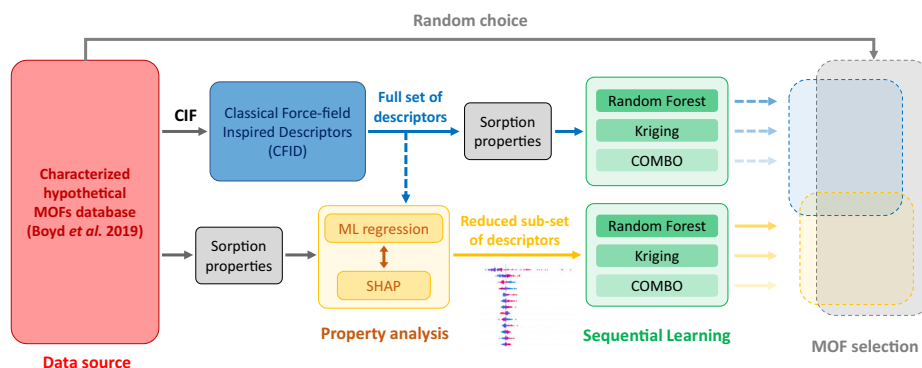 Random choice
Characterized
hypothetical
MOFs database
(Boyd et al. 2019)
Data source
CIF
Classical Force-field
Inspired Descriptors
(CFID)
Full set of
descriptors
Sorption
properties
Random Forest
Kriging
COMBO
Sorption
properties
ML regression
SHAP
Property analysis
Reduced sub-set
of descriptors
Random Forest
Kriging
COMBO
Sequential Learning
MOF selection